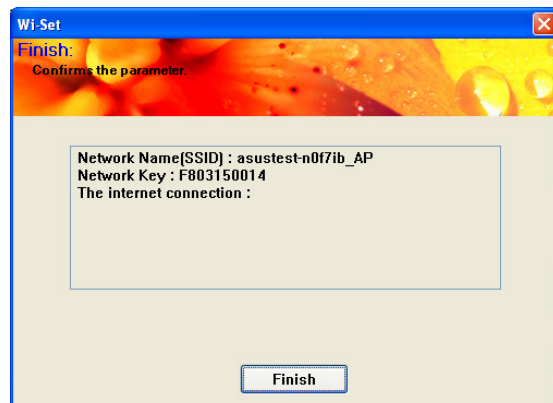 Wi-Set
Finish:
Confirms the parameter.
Network Name(SSID) : asustest-n0f7ib_AP
Network Key : F803150014
The internet connection :
Finish